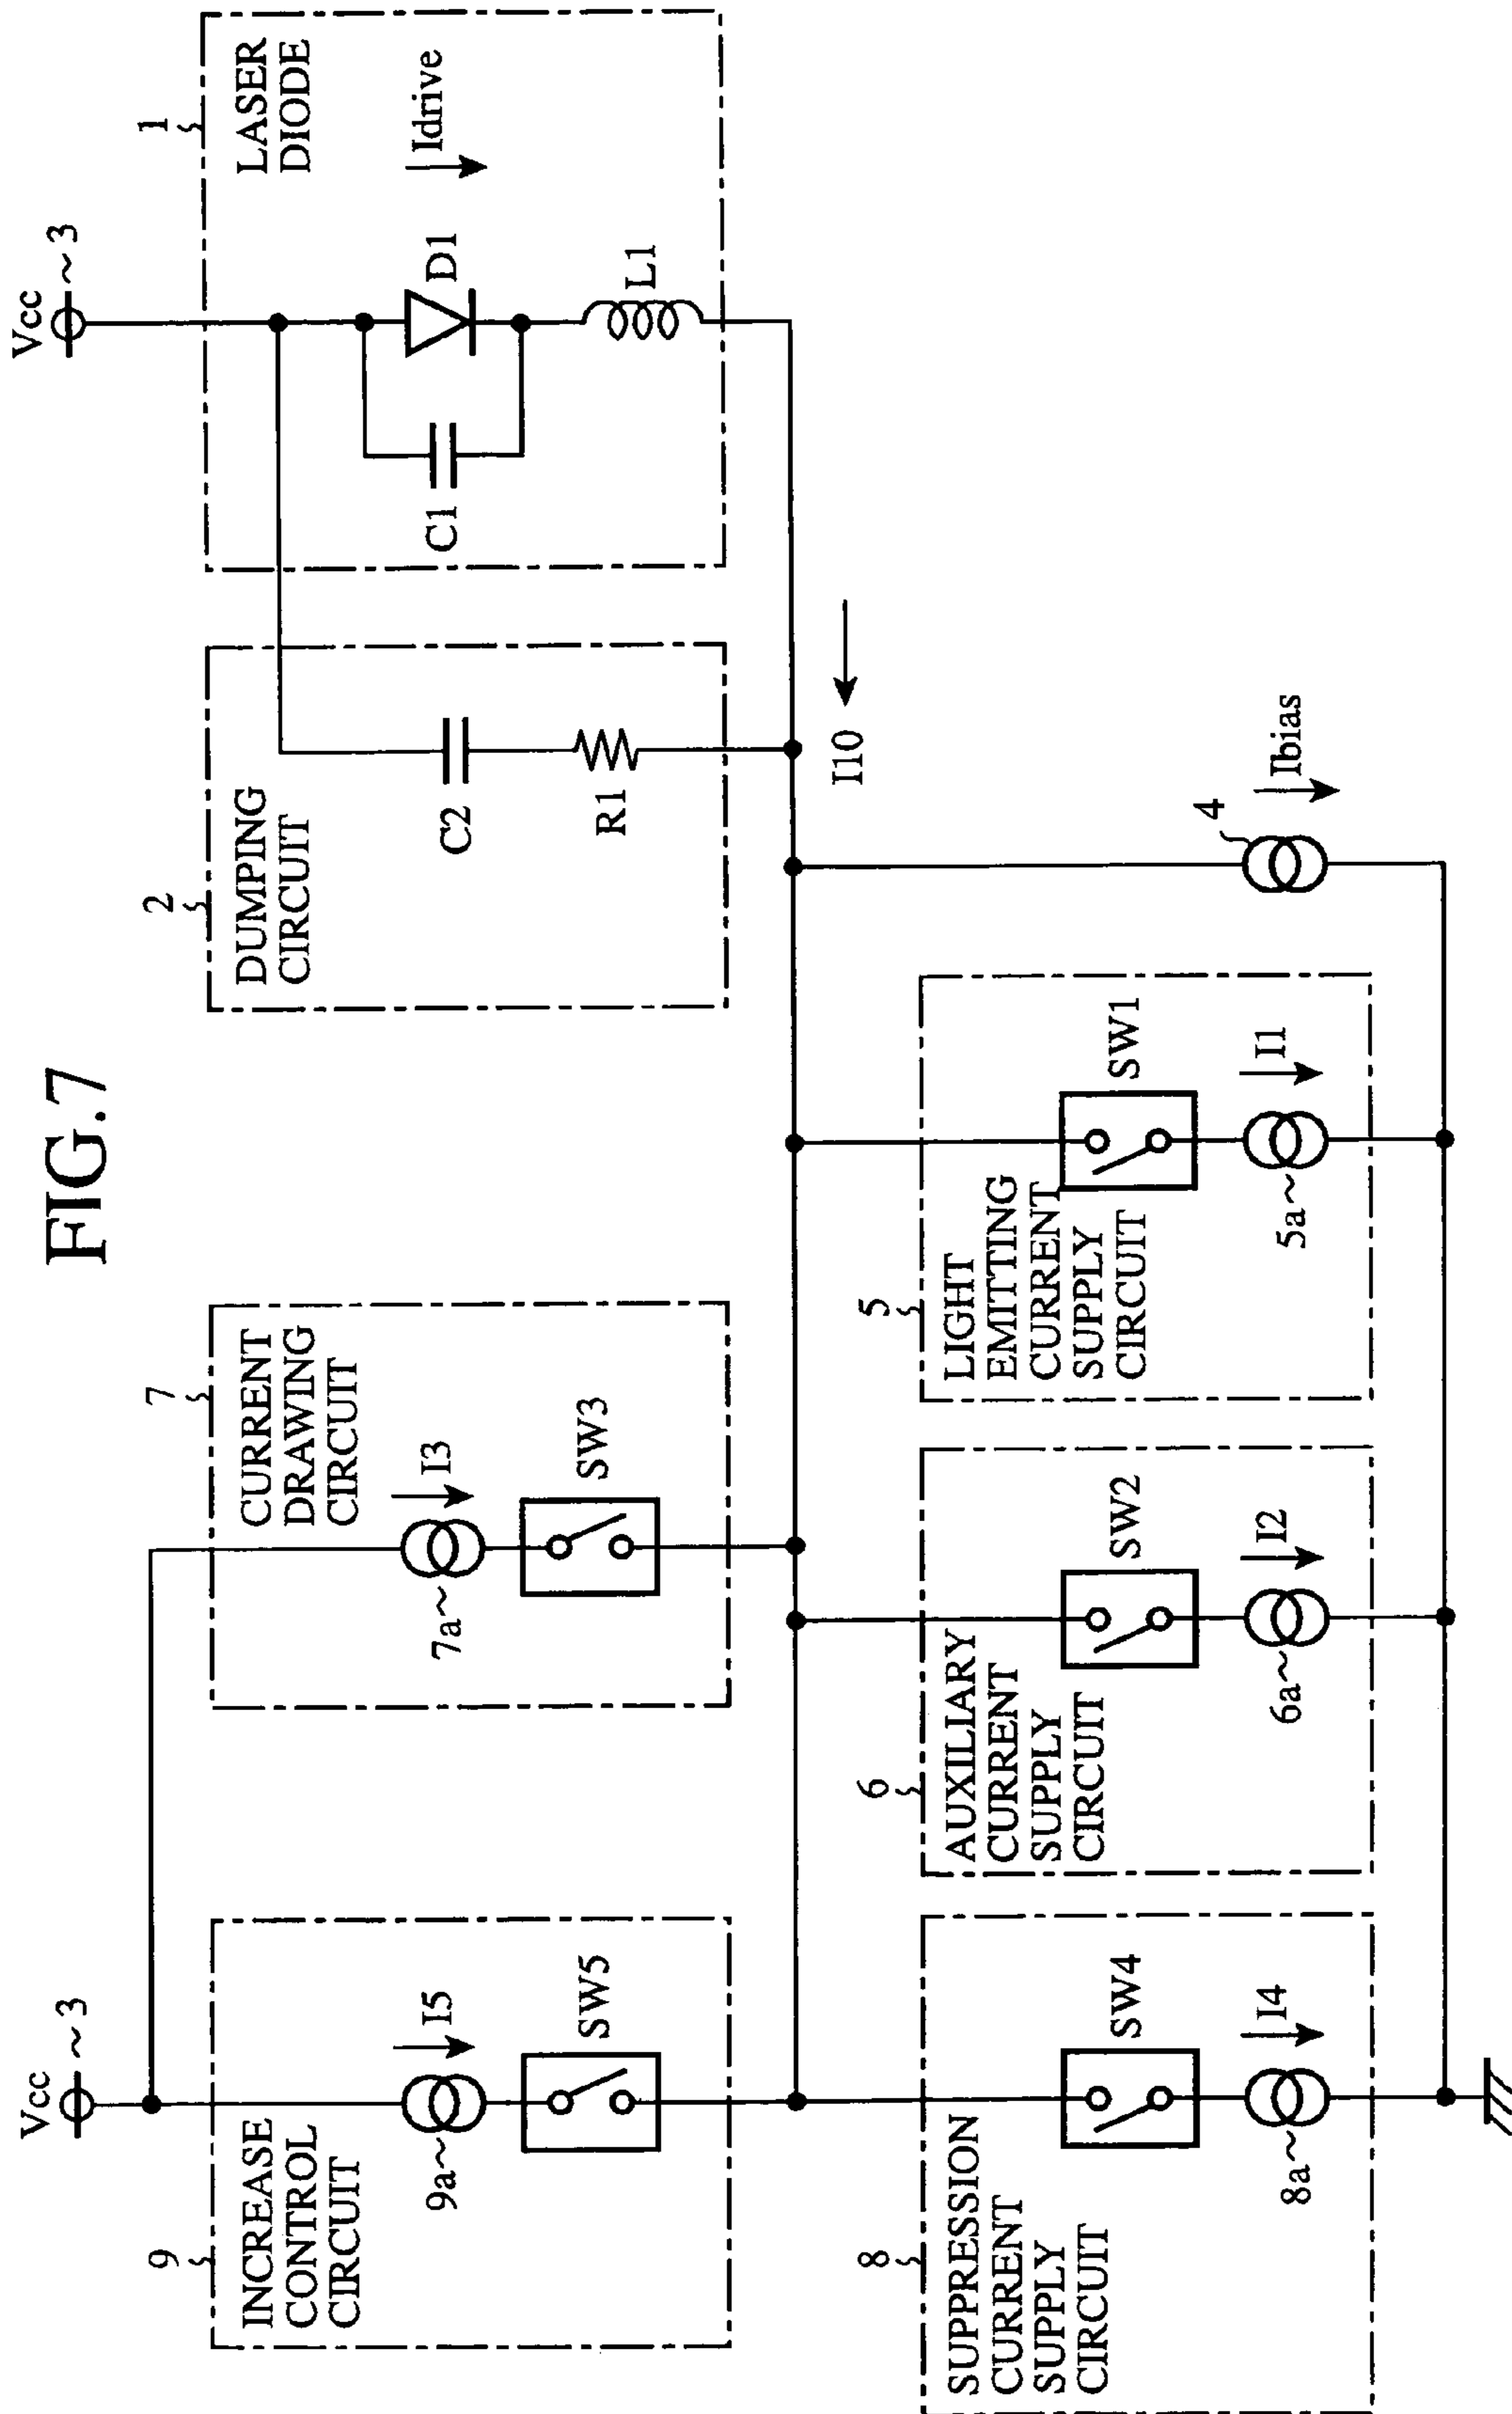 FIG.7
Vcc
~3
Vcc
~3
9
INCREASE
CONTROL
CIRCUIT
9a~
I5
SW5
7
CURRENT
DRAWING
CIRCUIT
7a~
I3
SW3
2
DUMPING
CIRCUIT
C2
R1
1
LASER
DIODE
Idrive
D1
C1
L1
I10
8
SUPPRESSION
CURRENT
SUPPLY
CIRCUIT
SW4
8a~
I4
6
AUXILIARY
CURRENT
SUPPLY
CIRCUIT
SW2
6a~
I2
5
LIGHT
EMITTING
CURRENT
SUPPLY
CIRCUIT
SW1
5a~
I1
4
Ibias